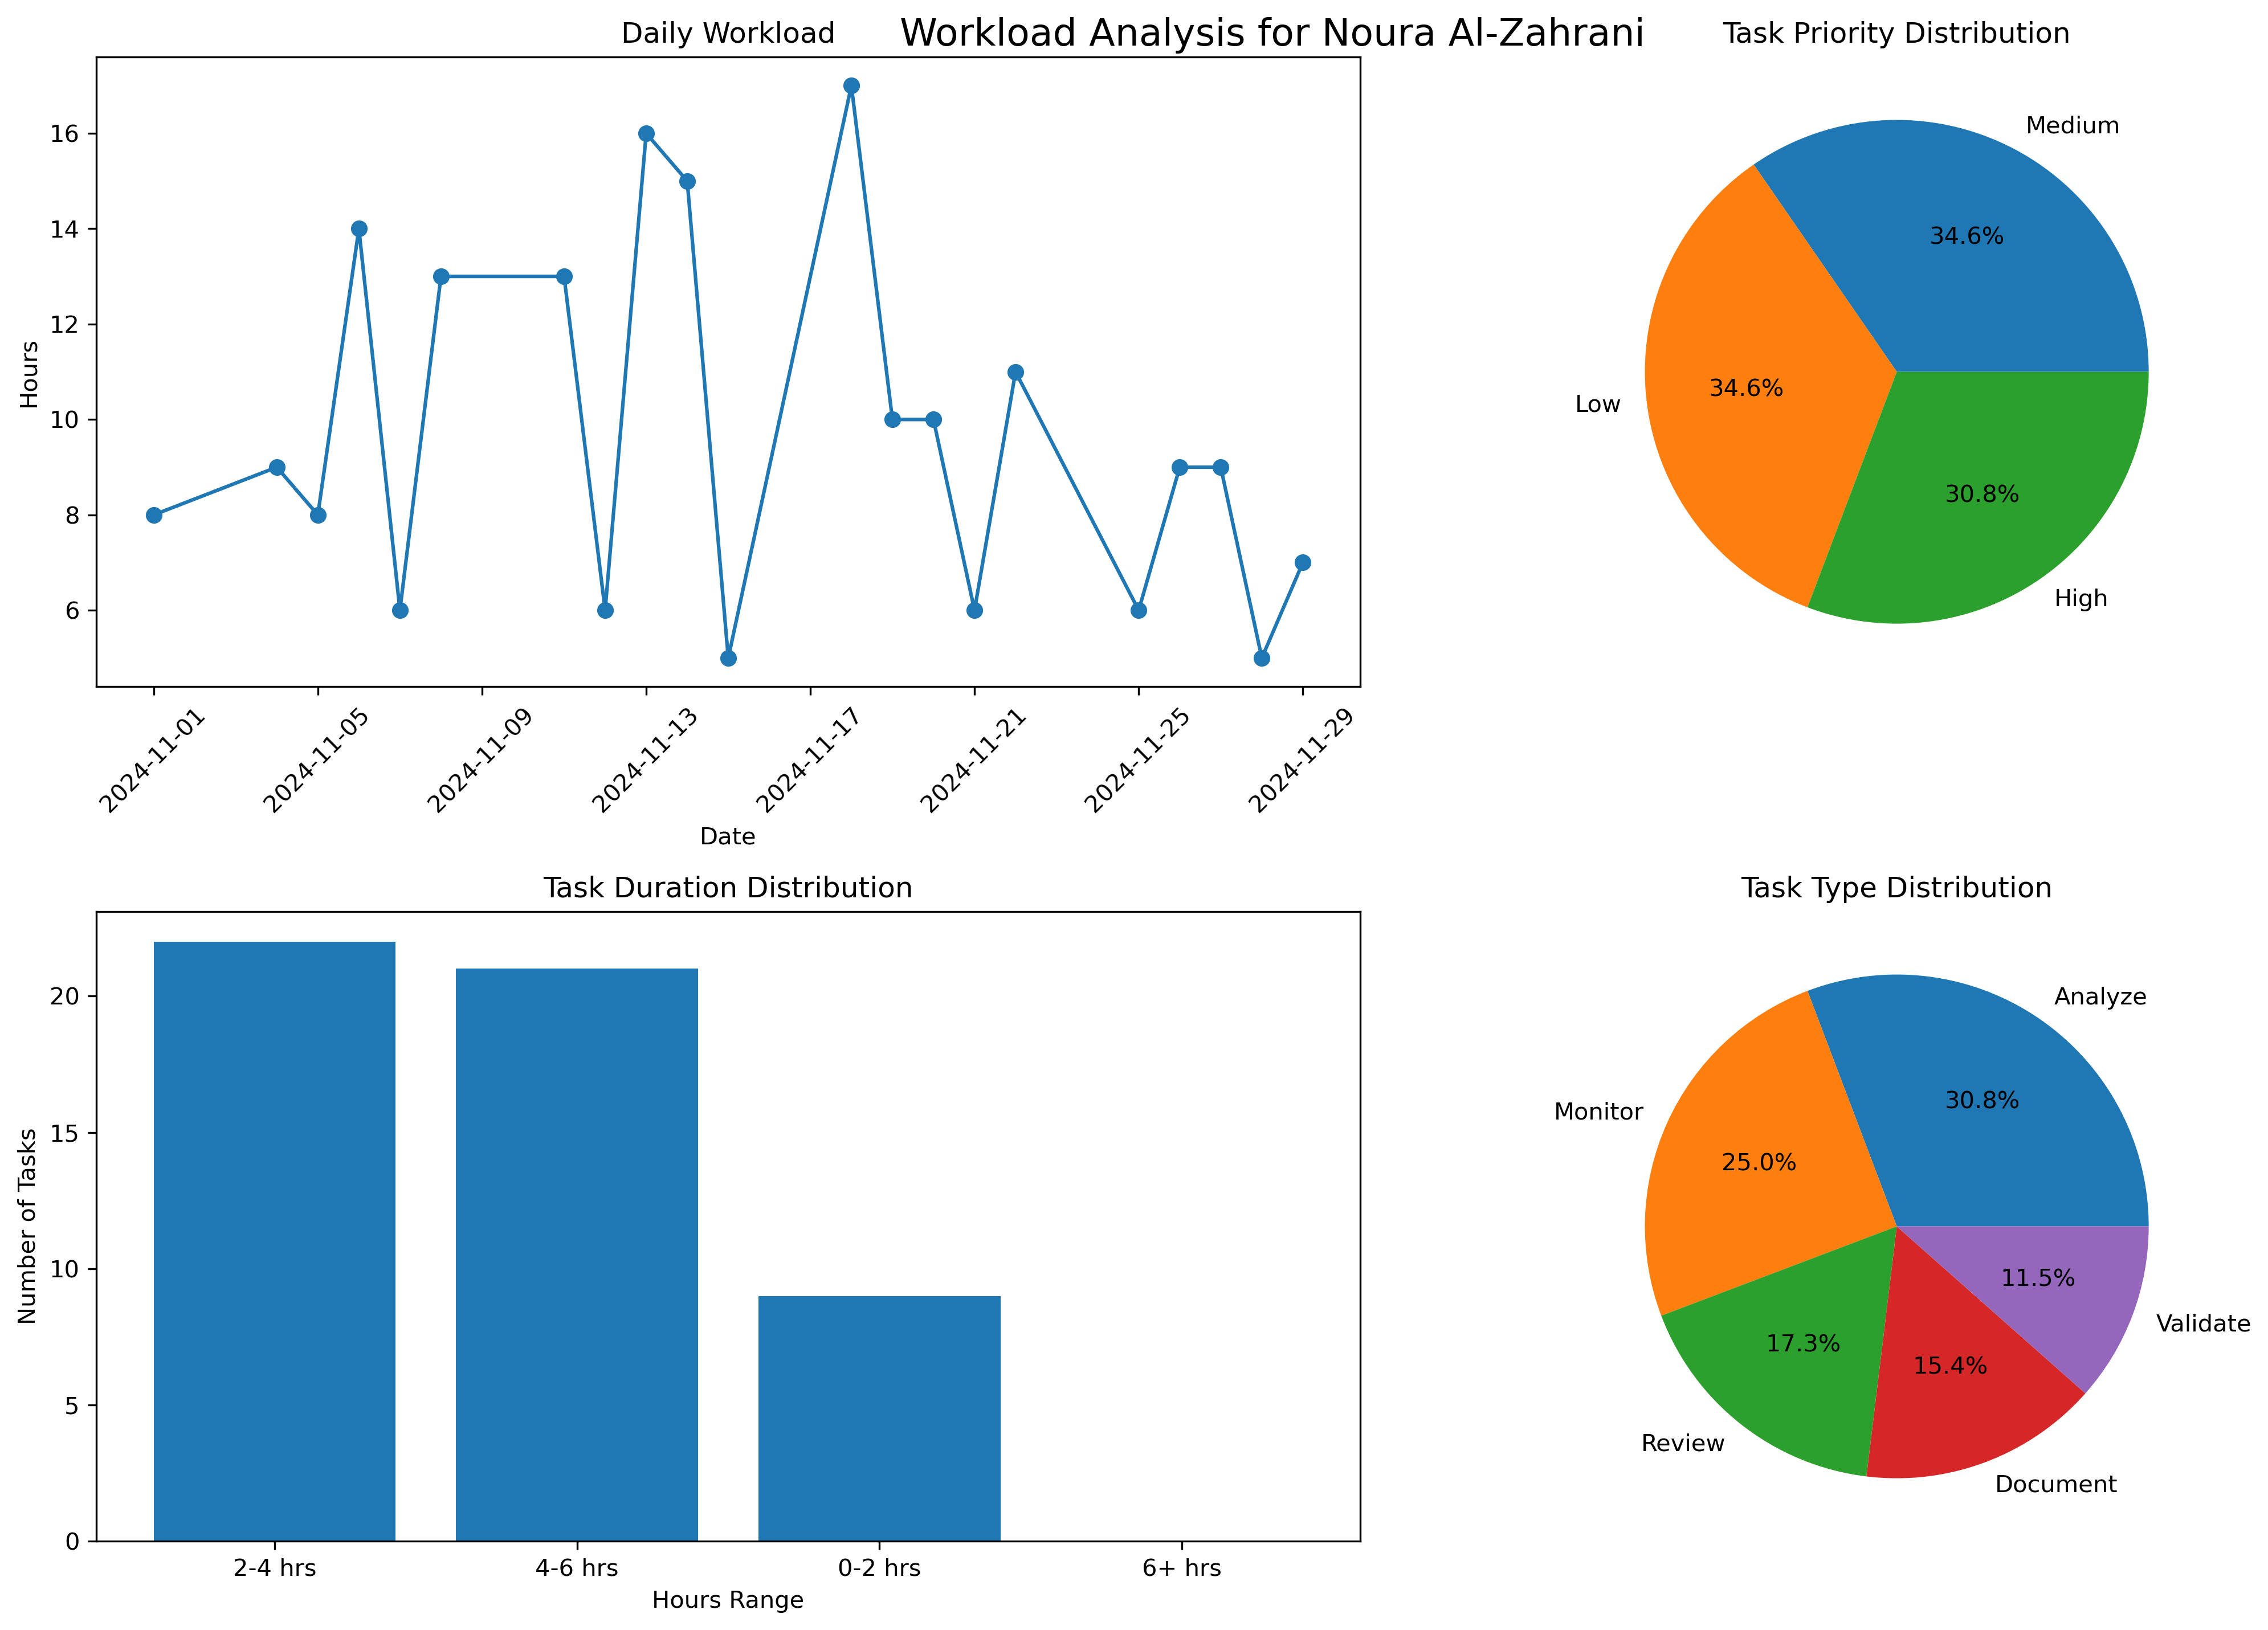 Workload Analysis for Noura Al-Zahrani
Daily Workload
Hours
16
14
12
10
8
6
2024-11-01
2024-11-05
2024-11-09
2024-11-13
2024-11-17
2024-11-21
2024-11-25
2024-11-29
Date
Task Priority Distribution
Medium
34.6%
Low
34.6%
High
30.8%
Task Duration Distribution
Number of Tasks
20
15
10
5
0
2-4 hrs
4-6 hrs
0-2 hrs
6+ hrs
Hours Range
Task Type Distribution
Analyze
30.8%
Monitor
25.0%
Review
17.3%
Document
15.4%
Validate
11.5%